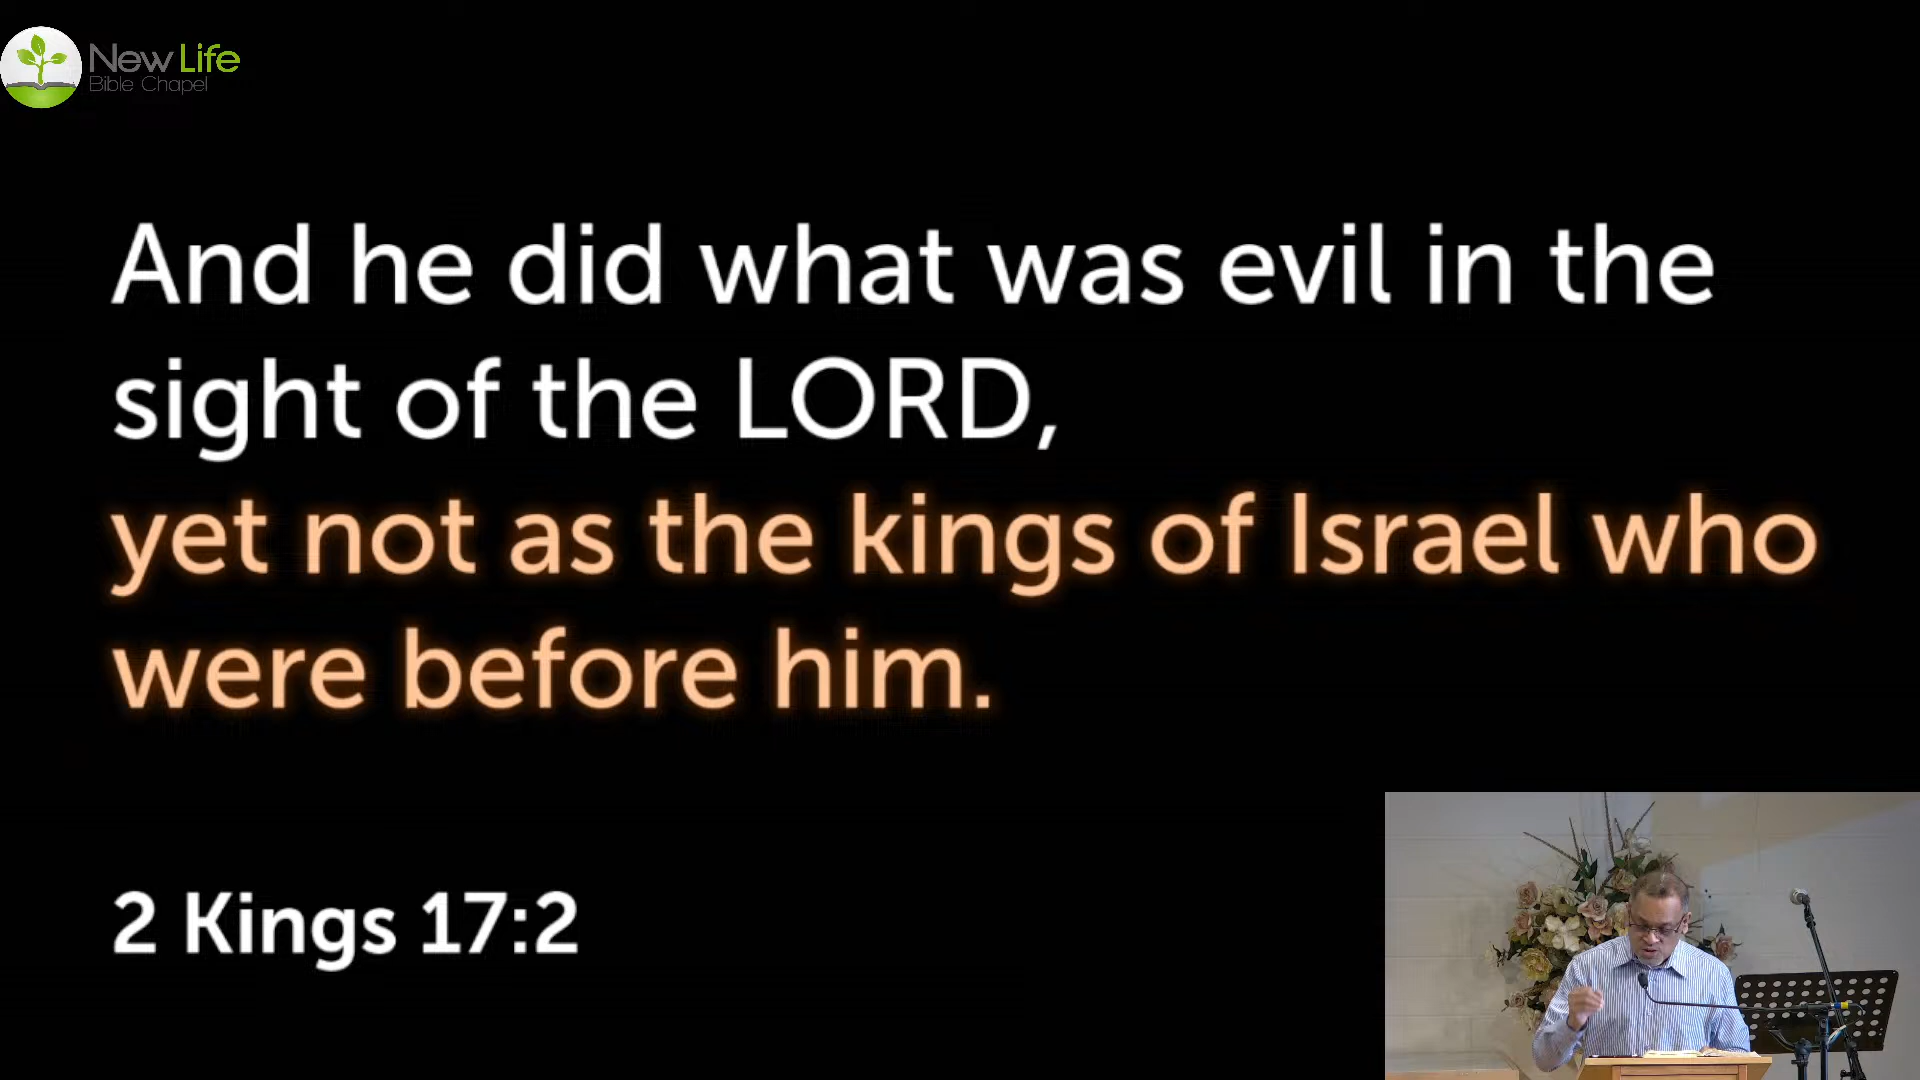 New Life
Bible Chapel
And he did what was evil in the
sight of the LORD,
yet not as the kings of Israel who
were before him.
2 Kings 17:2